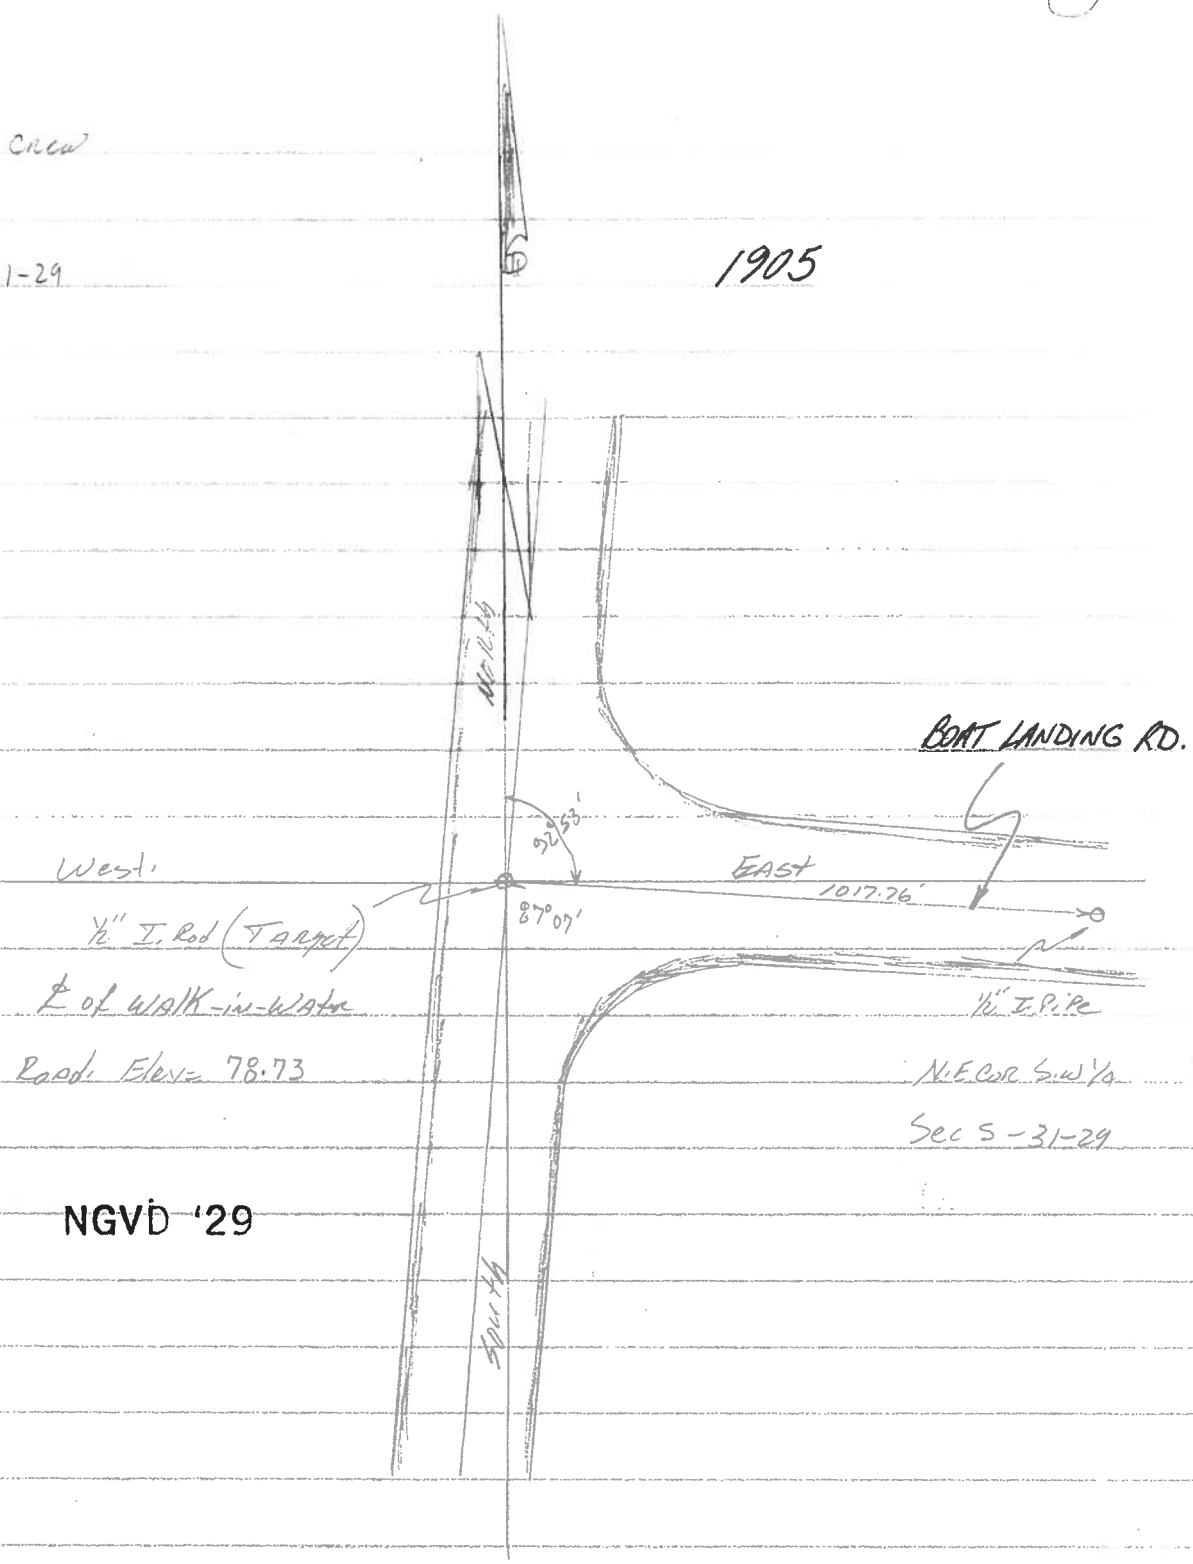 CREW
1-29
1905
N
NORTH
BOAT LANDING RD.
92°53'
West.
EAST
1017.76'
87°07'
½" I. Rod (TARget)
½" I. PiPe
℄ of WAlK-in-WAter
Road. Elev= 78.73
N.E COR S.W ¼
Sec 5-31-29
NGVD '29
South